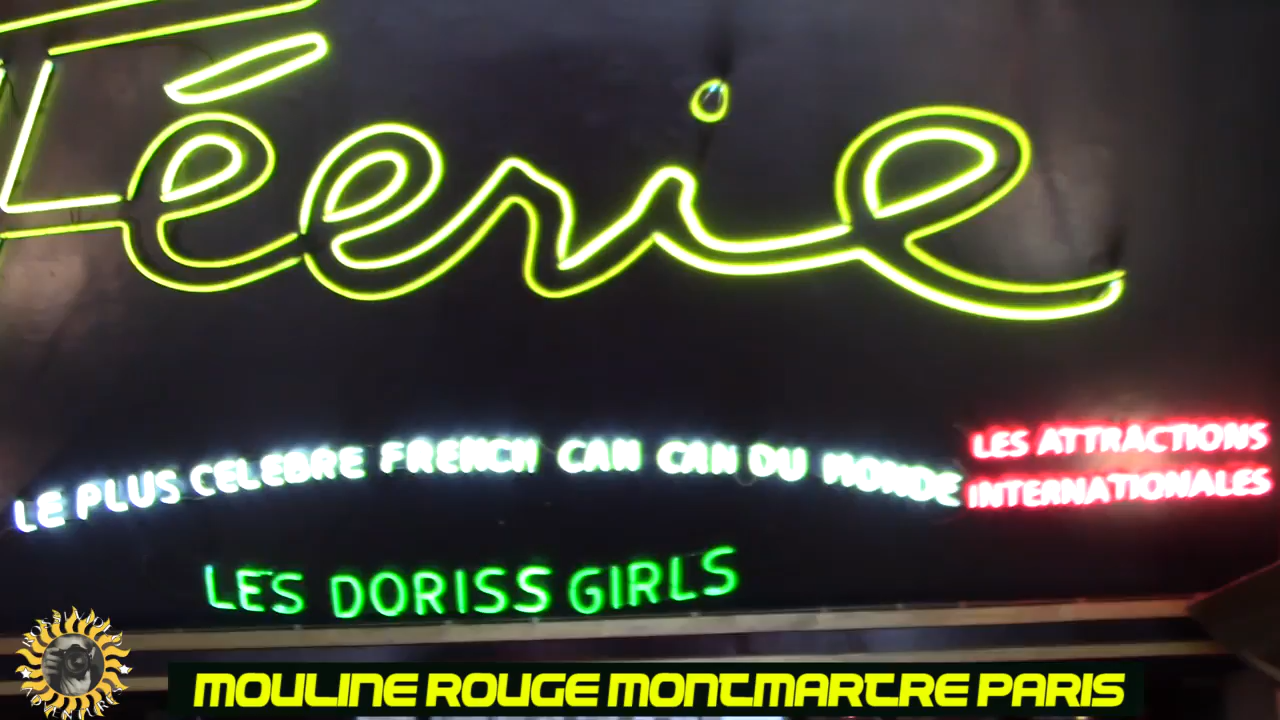 Féerie
LE PLUS CELEBRE FRENCH CAN CAN DU MONDE
LES ATTRACTIONS
INTERNATIONALES
LES DORISS GIRLS
MOULINE ROUGE MONTMARTRE PARIS